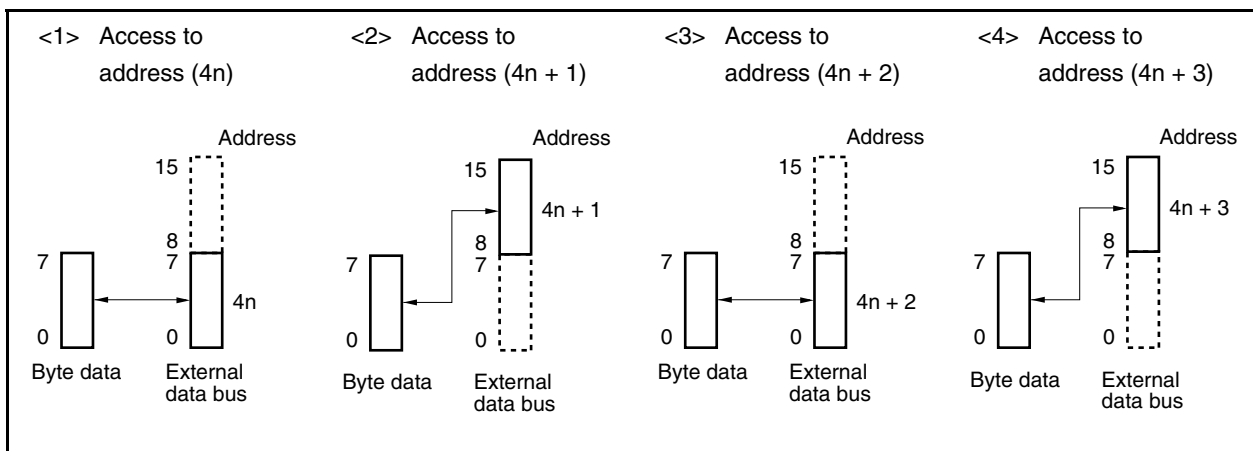 <1> Access to
address (4n)
Address
15
8
7
7
4n
0
0
Byte data
External
data bus
<2> Access to
address (4n + 1)
Address
15
4n + 1
8
7
7
0
0
Byte data
External
data bus
<3> Access to
address (4n + 2)
Address
15
8
7
7
4n + 2
0
0
Byte data
External
data bus
<4> Access to
address (4n + 3)
Address
15
4n + 3
8
7
7
0
0
Byte data
External
data bus